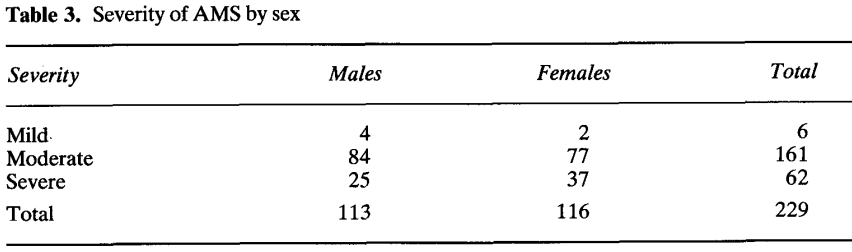 Table 3. Severity of AMS by sex
Severity Males Females Total
Mild 4 2 6
Moderate 84 77 161
Severe 25 37 62
Total 113 116 229